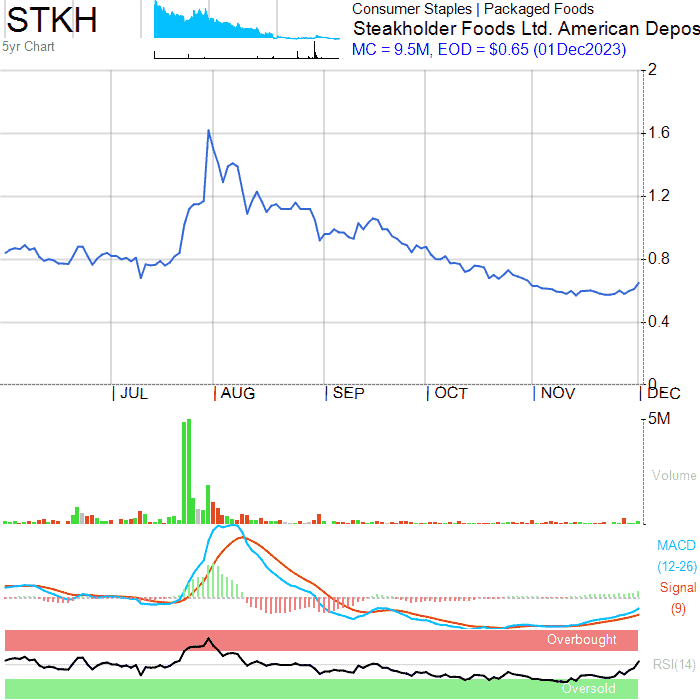 STKH
5yr Chart
Consumer Staples | Packaged Foods
Steakholder Foods Ltd. American Depos
MC = 9.5M, EOD = $0.65 (01Dec2023)
2
1.6
1.2
0.8
0.4
0
| JUL | AUG | SEP | OCT | NOV | DEC
5M
Volume
MACD
(12-26)
Signal
(9)
Overbought
RSI(14)
Oversold